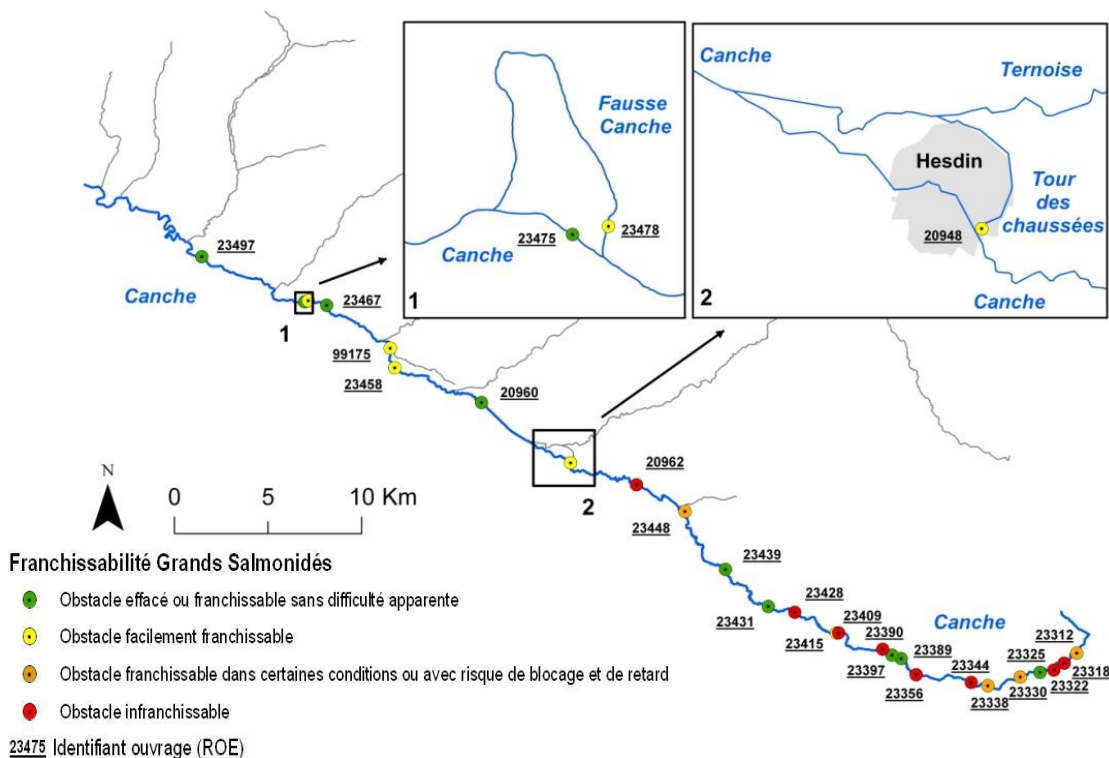 Canche
Fausse
Canche
23475
23478
Canche
1
Canche
Ternoise
Hesdin
Tour
des
chaussées
20948
Canche
2
23497
Canche
23467
1
99175
23458
20960
20962
2
23448
23439
23431
23428
23409
23415
23390
23389
23397
23356
Canche
23344
23338
23325
23330
23312
23318
23322
N
0 5 10 Km
Franchissabilité Grands Salmonidés
Obstacle effacé ou franchissable sans difficulté apparente
Obstacle facilement franchissable
Obstacle franchissable dans certaines conditions ou avec risque de blocage et de retard
Obstacle infranchissable
23475 Identifiant ouvrage (ROE)